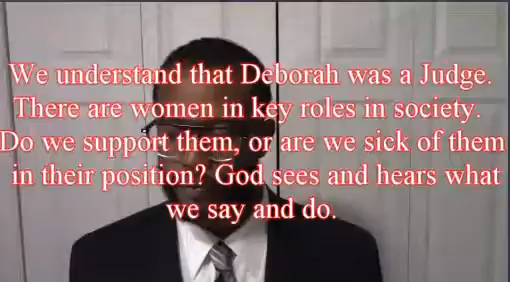 We understand that Deborah was a Judge.
There are women in key roles in society.
Do we support them, or are we sick of them
in their position? God sees and hears what
we say and do.